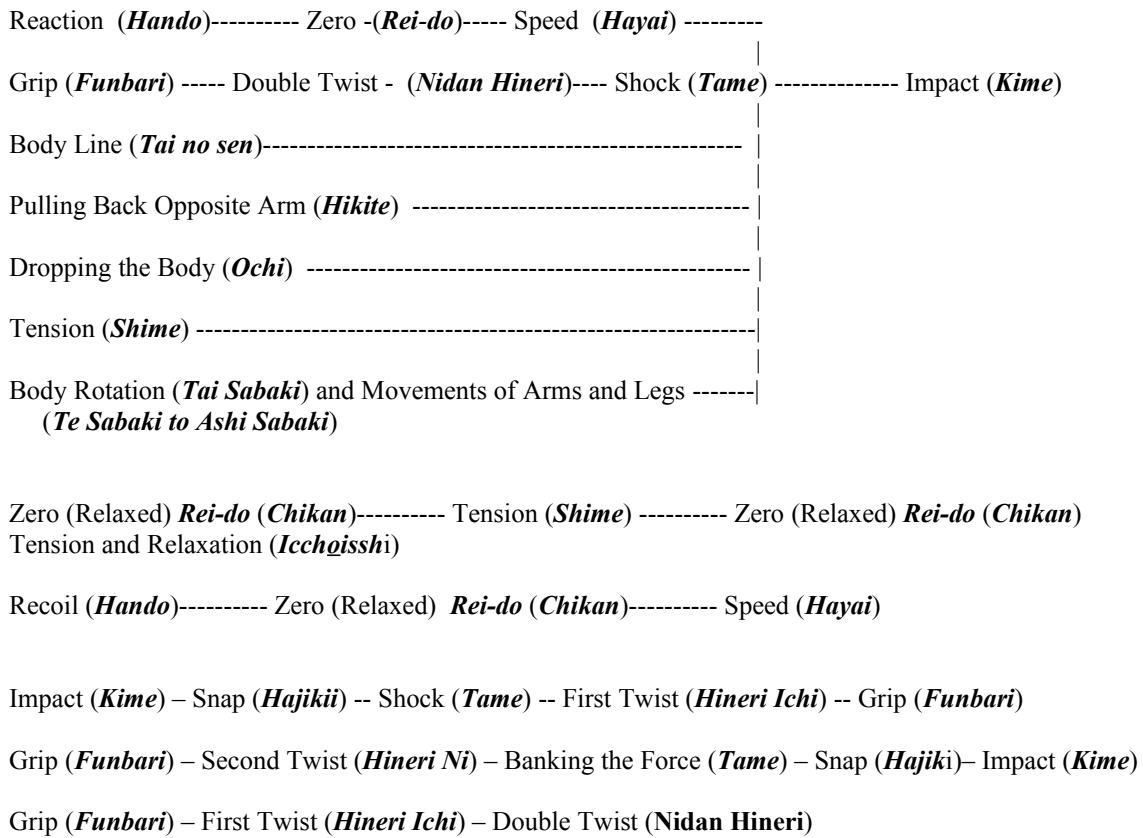 Reaction (Hando)---------- Zero -(Rei-do)----- Speed (Hayai) ---------
|
Grip (Funbari) ----- Double Twist - (Nidan Hineri)---- Shock (Tame) -------------- Impact (Kime)
|
Body Line (Tai no sen)------------------------------------------------------ |
|
Pulling Back Opposite Arm (Hikite) -------------------------------------- |
|
Dropping the Body (Ochi) -------------------------------------------------- |
|
Tension (Shime) ---------------------------------------------------------------|
|
Body Rotation (Tai Sabaki) and Movements of Arms and Legs -------|
(Te Sabaki to Ashi Sabaki)
Zero (Relaxed) Rei-do (Chikan)---------- Tension (Shime) ---------- Zero (Relaxed) Rei-do (Chikan)
Tension and Relaxation (Icchoisshi)
Recoil (Hando)---------- Zero (Relaxed) Rei-do (Chikan)---------- Speed (Hayai)
Impact (Kime) – Snap (Hajikii) -- Shock (Tame) -- First Twist (Hineri Ichi) -- Grip (Funbari)
Grip (Funbari) – Second Twist (Hineri Ni) – Banking the Force (Tame) – Snap (Hajiki)– Impact (Kime)
Grip (Funbari) – First Twist (Hineri Ichi) – Double Twist (Nidan Hineri)